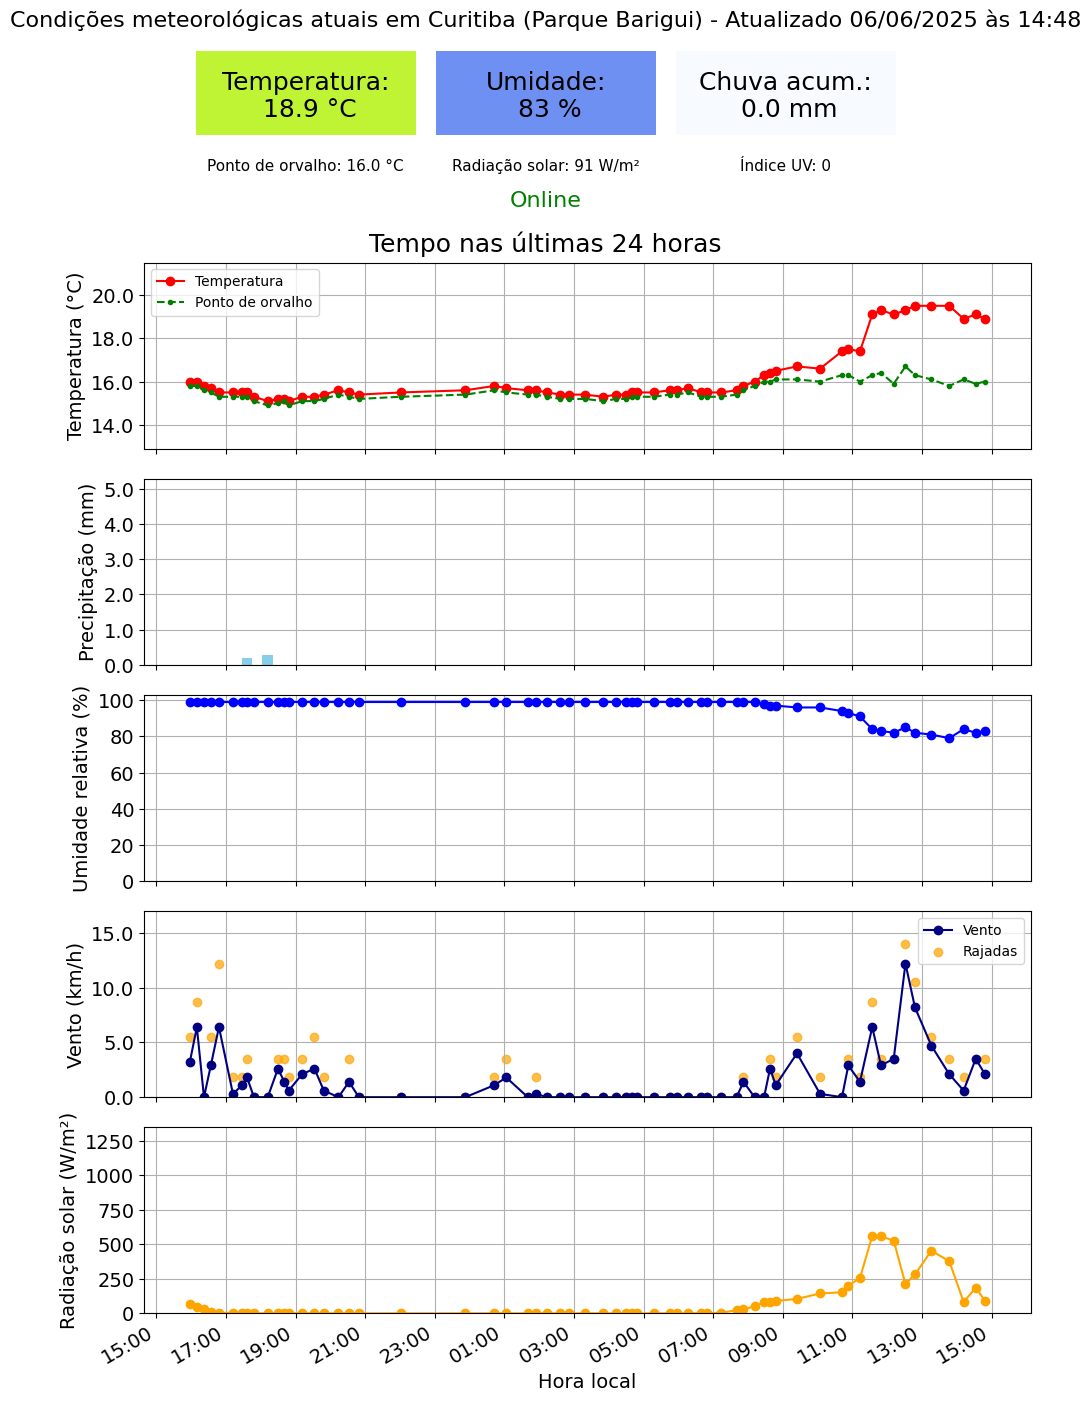 Condições meteorológicas atuais em Curitiba (Parque Barigui) - Atualizado 06/06/2025 às 14:48
Temperatura:
18.9 °C
Umidade:
83 %
Chuva acum.:
0.0 mm
Ponto de orvalho: 16.0 °C
Radiação solar: 91 W/m²
Índice UV: 0
Online
Tempo nas últimas 24 horas
Temperatura (°C)
20.0
18.0
16.0
14.0
Temperatura
Ponto de orvalho
Precipitação (mm)
5.0
4.0
3.0
2.0
1.0
0.0
Umidade relativa (%)
100
80
60
40
20
0
Vento (km/h)
15.0
10.0
5.0
0.0
Vento
Rajadas
Radiação solar (W/m²)
1250
1000
750
500
250
0
15:00
17:00
19:00
21:00
23:00
01:00
03:00
05:00
07:00
09:00
11:00
13:00
15:00
Hora local